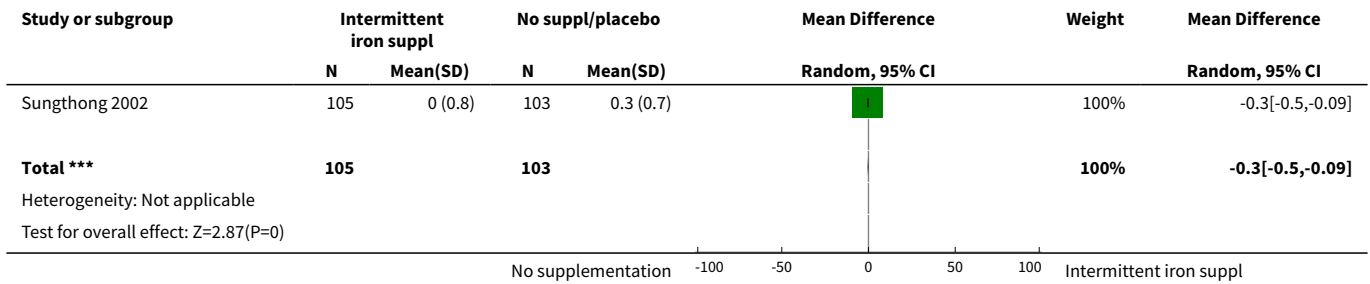 Study or subgroup Intermittent iron suppl No suppl/placebo Mean Difference Weight Mean Difference
N Mean(SD) N Mean(SD) Random, 95% CI Random, 95% CI
Sungthong 2002 105 0 (0.8) 103 0.3 (0.7) 100% -0.3[-0.5,-0.09]
Total *** 105 103 100% -0.3[-0.5,-0.09]
Heterogeneity: Not applicable
Test for overall effect: Z=2.87(P=0)
No supplementation -100 -50 0 50 100 Intermittent iron suppl